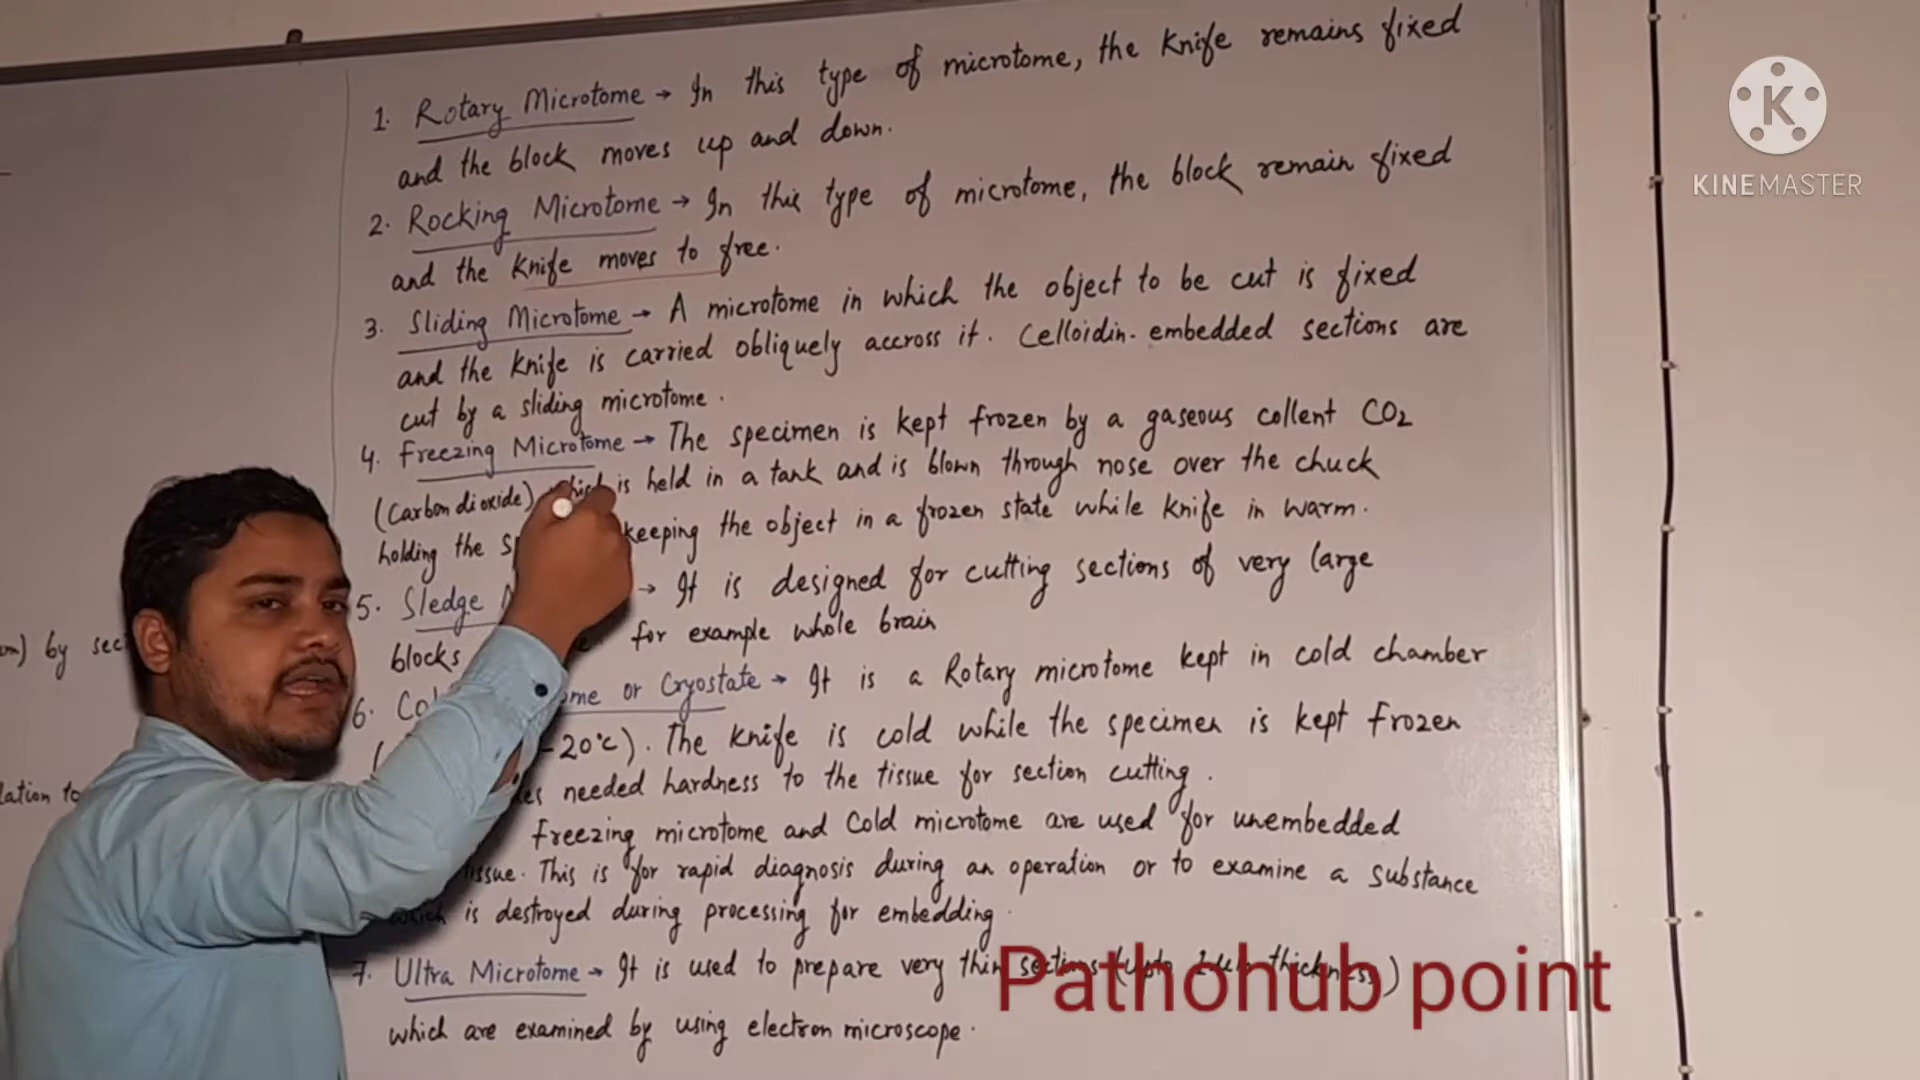 1. Rotary Microtome → In this type of microtome, the Knife remains fixed
and the block moves up and down.
2. Rocking Microtome → In this type of microtome, the block remain fixed
and the Knife moves to free.
3. Sliding Microtome → A microtome in which the object to be cut is fixed
and the Knife is carried obliquely accross it. Celloidin-embedded sections are
cut by a sliding microtome.
4. Freezing Microtome → The specimen is kept frozen by a gaseous collent CO2
(Carbon dioxide) is held in a tank and is blown through nose over the chuck
holding the keeping the object in a frozen state while Knife in warm.
5. Sledge → It is designed for cutting sections of very large
blocks for example whole brain
6. or Cryostate → It is a Rotary microtome kept in cold chamber
-20°C). The Knife is cold while the specimen is kept frozen
needed hardness to the tissue for section cutting.
freezing microtome and Cold microtome are used for unembedded
This is for rapid diagnosis during an operation or to examine a substance
is destroyed during processing for embedding.
7. Ultra Microtome → It is used to prepare very thin sections (upto thickness)
which are examined by using electron microscope.
by
lation to
K
KINEMASTER
Pathohub point